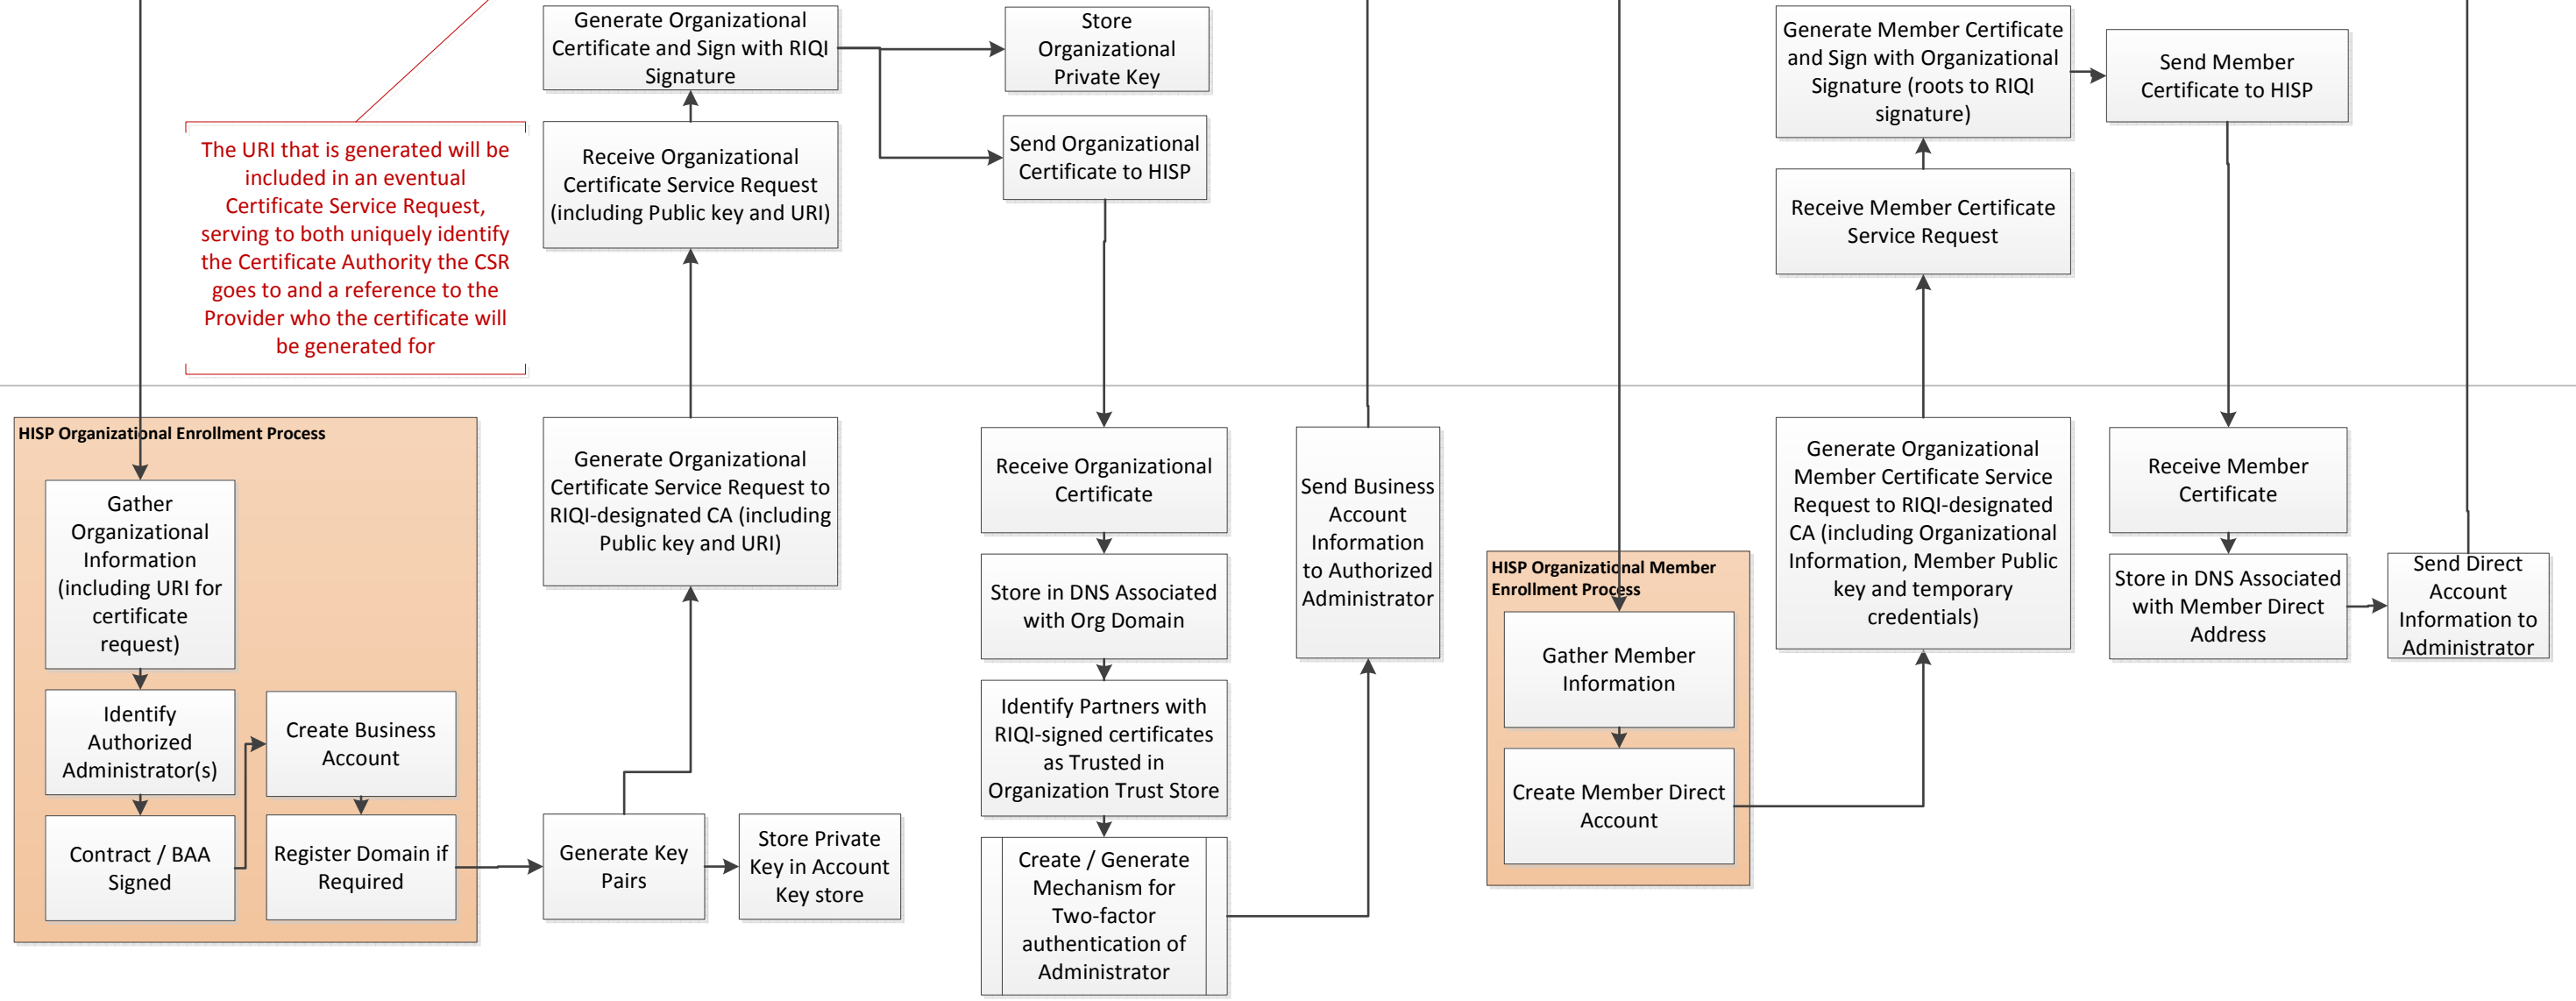 Generate Organizational
Certificate and Sign with RIQI
Signature
Store
Organizational
Private Key
Generate Member Certificate
and Sign with Organizational
Signature (roots to RIQI
signature)
Send Member
Certificate to HISP
The URI that is generated will be
included in an eventual
Certificate Service Request,
serving to both uniquely identify
the Certificate Authority the CSR
goes to and a reference to the
Provider who the certificate will
be generated for
Receive Organizational
Certificate Service Request
(including Public key and URI)
Send Organizational
Certificate to HISP
Receive Member Certificate
Service Request
HISP Organizational Enrollment Process
Gather
Organizational
Information
(including URI for
certificate
request)
Identify
Authorized
Administrator(s)
Contract / BAA
Signed
Create Business
Account
Register Domain if
Required
Generate Organizational
Certificate Service Request to
RIQI-designated CA (including
Public key and URI)
Generate Key
Pairs
Store Private
Key in Account
Key store
Receive Organizational
Certificate
Store in DNS Associated
with Org Domain
Identify Partners with
RIQI-signed certificates
as Trusted in
Organization Trust Store
Create / Generate
Mechanism for
Two-factor
authentication of
Administrator
Send Business
Account
Information
to Authorized
Administrator
HISP Organizational Member
Enrollment Process
Gather Member
Information
Create Member Direct
Account
Generate Organizational
Member Certificate Service
Request to RIQI-designated
CA (including Organizational
Information, Member Public
key and temporary
credentials)
Receive Member
Certificate
Store in DNS Associated
with Member Direct
Address
Send Direct
Account
Information to
Administrator